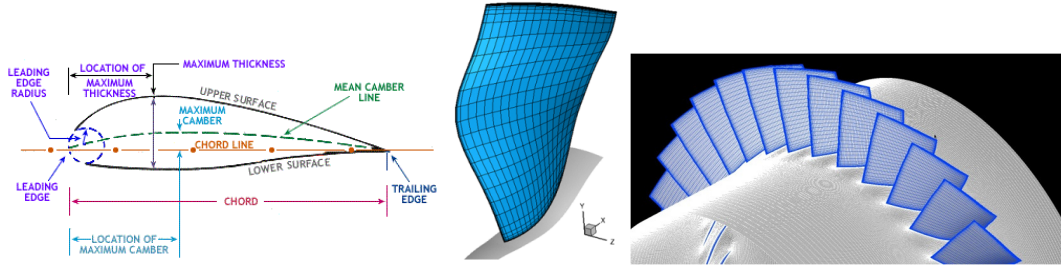 LOCATION OF
MAXIMUM
THICKNESS
MAXIMUM THICKNESS
LEADING
EDGE
RADIUS
UPPER SURFACE
MEAN CAMBER
LINE
MAXIMUM
CAMBER
CHORD LINE
LOWER SURFACE
LEADING
EDGE
TRAILING
EDGE
CHORD
LOCATION OF
MAXIMUM CAMBER
Y
X
Z